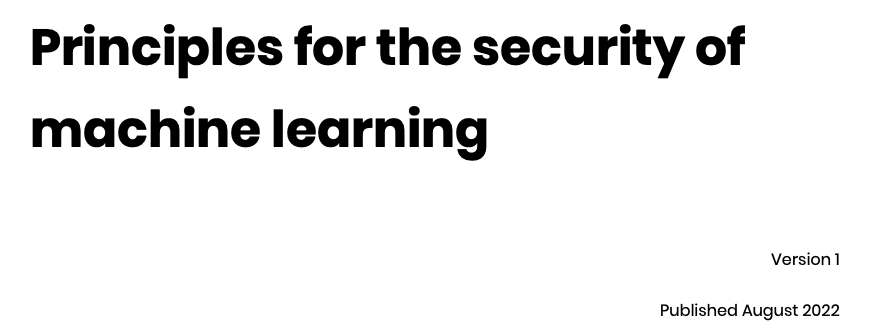 Principles for the security of
machine learning
Version 1
Published August 2022